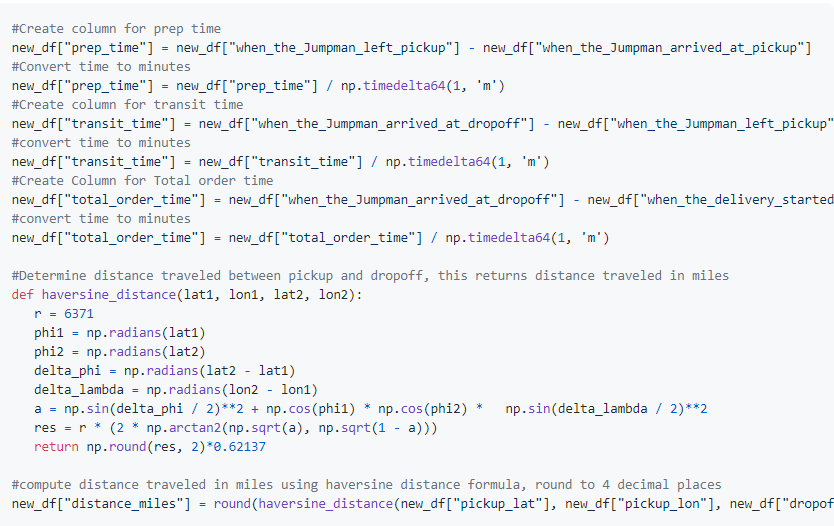 #Create column for prep time
new_df["prep_time"] = new_df["when_the_Jumpman_left_pickup"] - new_df["when_the_Jumpman_arrived_at_pickup"]
#Convert time to minutes
new_df["prep_time"] = new_df["prep_time"] / np.timedelta64(1, 'm')
#Create column for transit time
new_df["transit_time"] = new_df["when_the_Jumpman_arrived_at_dropoff"] - new_df["when_the_Jumpman_left_pickup"
#convert time to minutes
new_df["transit_time"] = new_df["transit_time"] / np.timedelta64(1, 'm')
#Create Column for Total order time
new_df["total_order_time"] = new_df["when_the_Jumpman_arrived_at_dropoff"] - new_df["when_the_delivery_started
#convert time to minutes
new_df["total_order_time"] = new_df["total_order_time"] / np.timedelta64(1, 'm')
#Determine distance traveled between pickup and dropoff, this returns distance traveled in miles
def haversine_distance(lat1, lon1, lat2, lon2):
r = 6371
phi1 = np.radians(lat1)
phi2 = np.radians(lat2)
delta_phi = np.radians(lat2 - lat1)
delta_lambda = np.radians(lon2 - lon1)
a = np.sin(delta_phi / 2)**2 + np.cos(phi1) * np.cos(phi2) *   np.sin(delta_lambda / 2)**2
res = r * (2 * np.arctan2(np.sqrt(a), np.sqrt(1 - a)))
return np.round(res, 2)*0.62137
#compute distance traveled in miles using haversine distance formula, round to 4 decimal places
new_df["distance_miles"] = round(haversine_distance(new_df["pickup_lat"], new_df["pickup_lon"], new_df["dropof